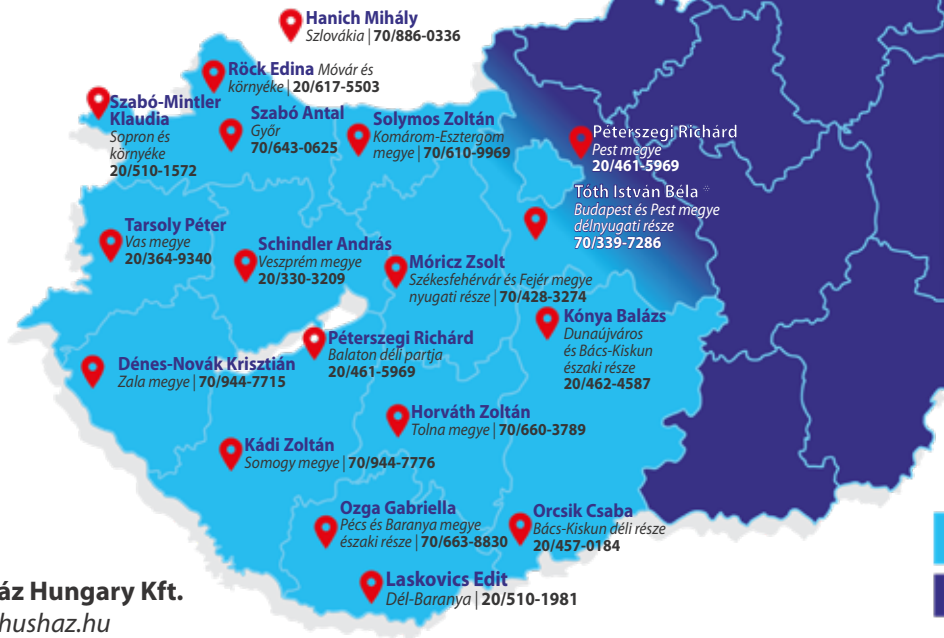 Hanich Mihály
Szlovákia | 70/886-0336
Röck Edina Móvár és
környéke | 20/617-5503
Szabó-Mintler
Klaudia
Sopron és
környéke
20/510-1572
Szabó Antal
Győr
70/643-0625
Solymos Zoltán
Komárom-Esztergom
megye | 70/610-9969
Péterszegi Richárd
Pest megye
20/461-5969
Tóth István Béla
Budapest és Pest megye
délnyugati része
70/339-7286
Tarsoly Péter
Vas megye
20/364-9340
Schindler András
Veszprém megye
20/330-3209
Móricz Zsolt
Székesfehérvár és Fejér megye
nyugati része | 70/428-3274
Kónya Balázs
Dunaújváros
és Bács-Kiskun
északi része
20/462-4587
Péterszegi Richárd
Balaton déli partja
20/461-5969
Dénes-Novák Krisztián
Zala megye | 70/944-7715
Horváth Zoltán
Tolna megye | 70/660-3789
Kádi Zoltán
Somogy megye | 70/944-7776
Ozga Gabriella
Pécs és Baranya megye
északi része | 70/663-8830
Orcsik Csaba
Bács-Kiskun déli része
20/457-0184
Laskovics Edit
Dél-Baranya | 20/510-1981
áz Hungary Kft.
hushaz.hu